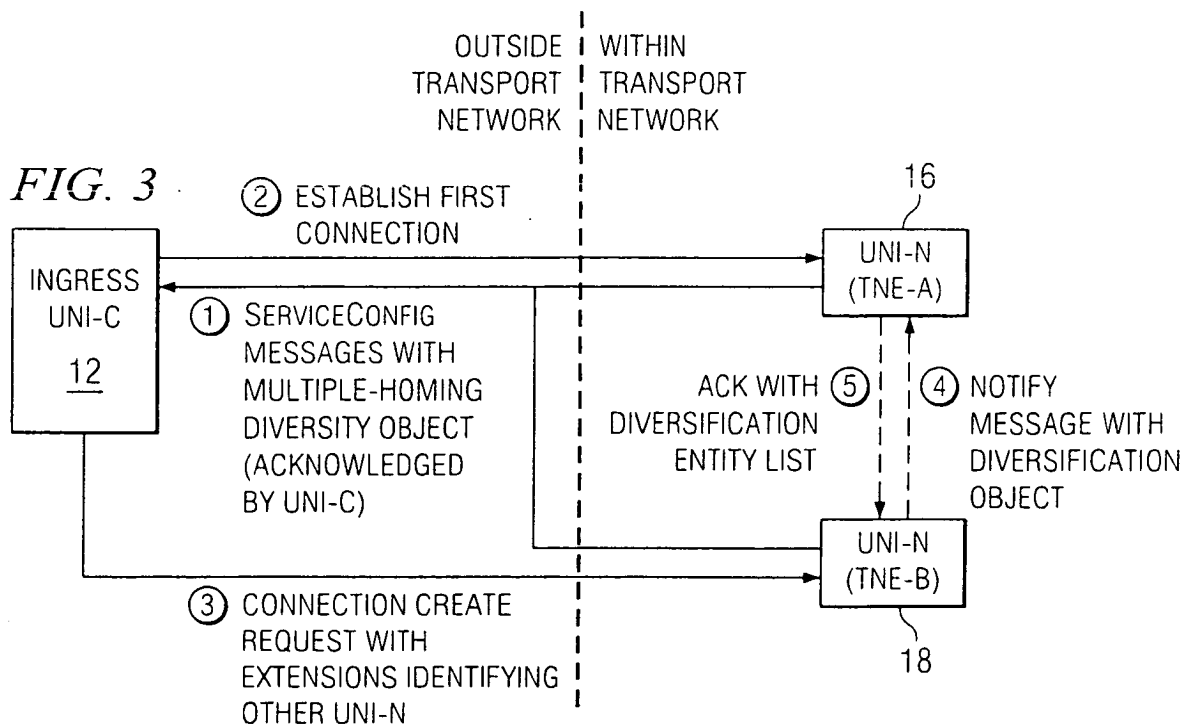 OUTSIDE
TRANSPORT
NETWORK
WITHIN
TRANSPORT
NETWORK
FIG. 3
2 ESTABLISH FIRST
CONNECTION
16
UNI-N
(TNE-A)
INGRESS
UNI-C
12
1 SERVICECONFIG
MESSAGES WITH
MULTIPLE-HOMING
DIVERSITY OBJECT
(ACKNOWLEDGED
BY UNI-C)
ACK WITH 5
DIVERSIFICATION
ENTITY LIST
4 NOTIFY
MESSAGE WITH
DIVERSIFICATION
OBJECT
UNI-N
(TNE-B)
18
3 CONNECTION CREATE
REQUEST WITH
EXTENSIONS IDENTIFYING
OTHER UNI-N